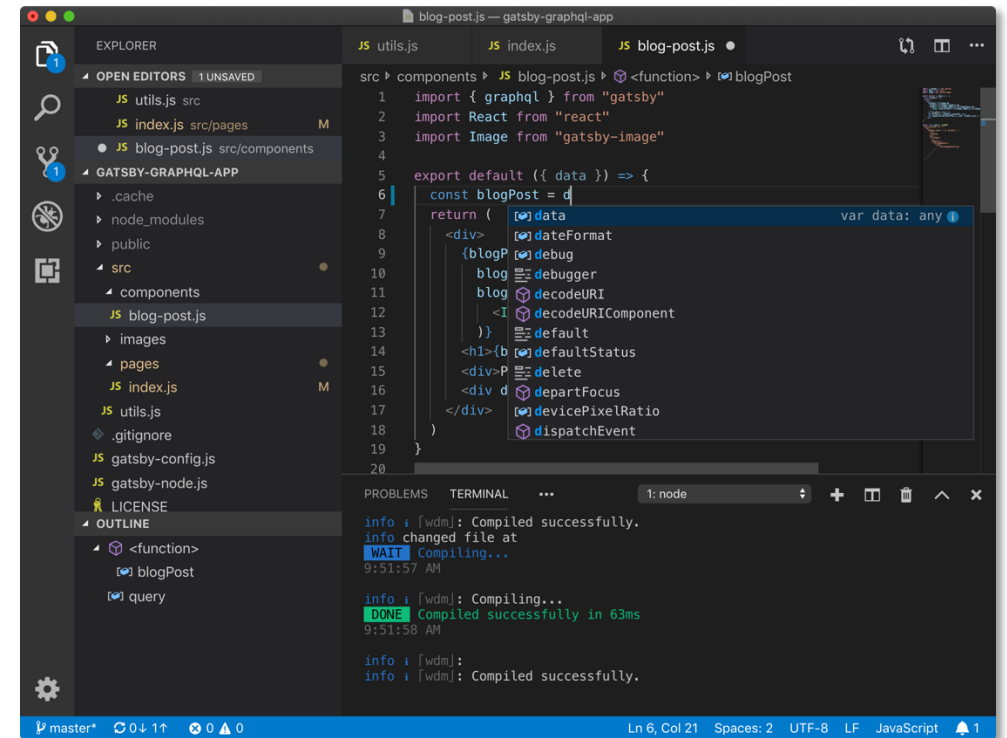 blog-post.js — gatsby-graphql-app
EXPLORER
OPEN EDITORS 1 UNSAVED
JS utils.js src
JS index.js src/pages M
JS blog-post.js src/components
GATSBY-GRAPHQL-APP
.cache
node_modules
public
src
components
JS blog-post.js
images
pages
JS index.js M
JS utils.js
.gitignore
JS gatsby-config.js
JS gatsby-node.js
LICENSE
OUTLINE
<function>
blogPost
query
1
1
JS utils.js JS index.js JS blog-post.js
src components JS blog-post.js <function> blogPost
1 import { graphql } from "gatsby"
2 import React from "react"
3 import Image from "gatsby-image"
4
5 export default ({ data }) => {
6 const blogPost = d
7 return (
8 <div>
9 {blogP
10 blog
11 blog
12 <I
13 )}
14 <h1>{b
15 <div>P
16 <div d
17 </div>
18 )
19 }
20
data var data: any
dateFormat
debug
debugger
decodeURI
decodeURIComponent
default
defaultStatus
delete
departFocus
devicePixelRatio
dispatchEvent
PROBLEMS TERMINAL ••• 1: node
info i ｢wdm｣: Compiled successfully.
info changed file at
WAIT Compiling...
9:51:57 AM
info i ｢wdm｣: Compiling...
DONE Compiled successfully in 63ms
9:51:58 AM
info i ｢wdm｣:
info i ｢wdm｣: Compiled successfully.
master* 0↓ 1↑ 0 0 Ln 6, Col 21 Spaces: 2 UTF-8 LF JavaScript 1